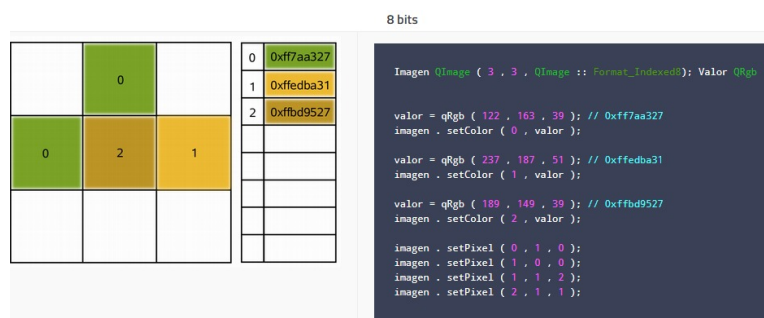 8 bits
0
0 2 1
0 0xff7aa327
1 0xffedba31
2 0xffbd9527
Imagen QImage ( 3 , 3 , QImage :: Format_Indexed8); Valor QRgb
valor = qRgb ( 122 , 163 , 39 ); // 0xff7aa327
imagen . setColor ( 0 , valor );
valor = qRgb ( 237 , 187 , 51 ); // 0xffedba31
imagen . setColor ( 1 , valor );
valor = qRgb ( 189 , 149 , 39 ); // 0xffbd9527
imagen . setColor ( 2 , valor );
imagen . setPixel ( 0 , 1 , 0 );
imagen . setPixel ( 1 , 0 , 0 );
imagen . setPixel ( 1 , 1 , 2 );
imagen . setPixel ( 2 , 1 , 1 );